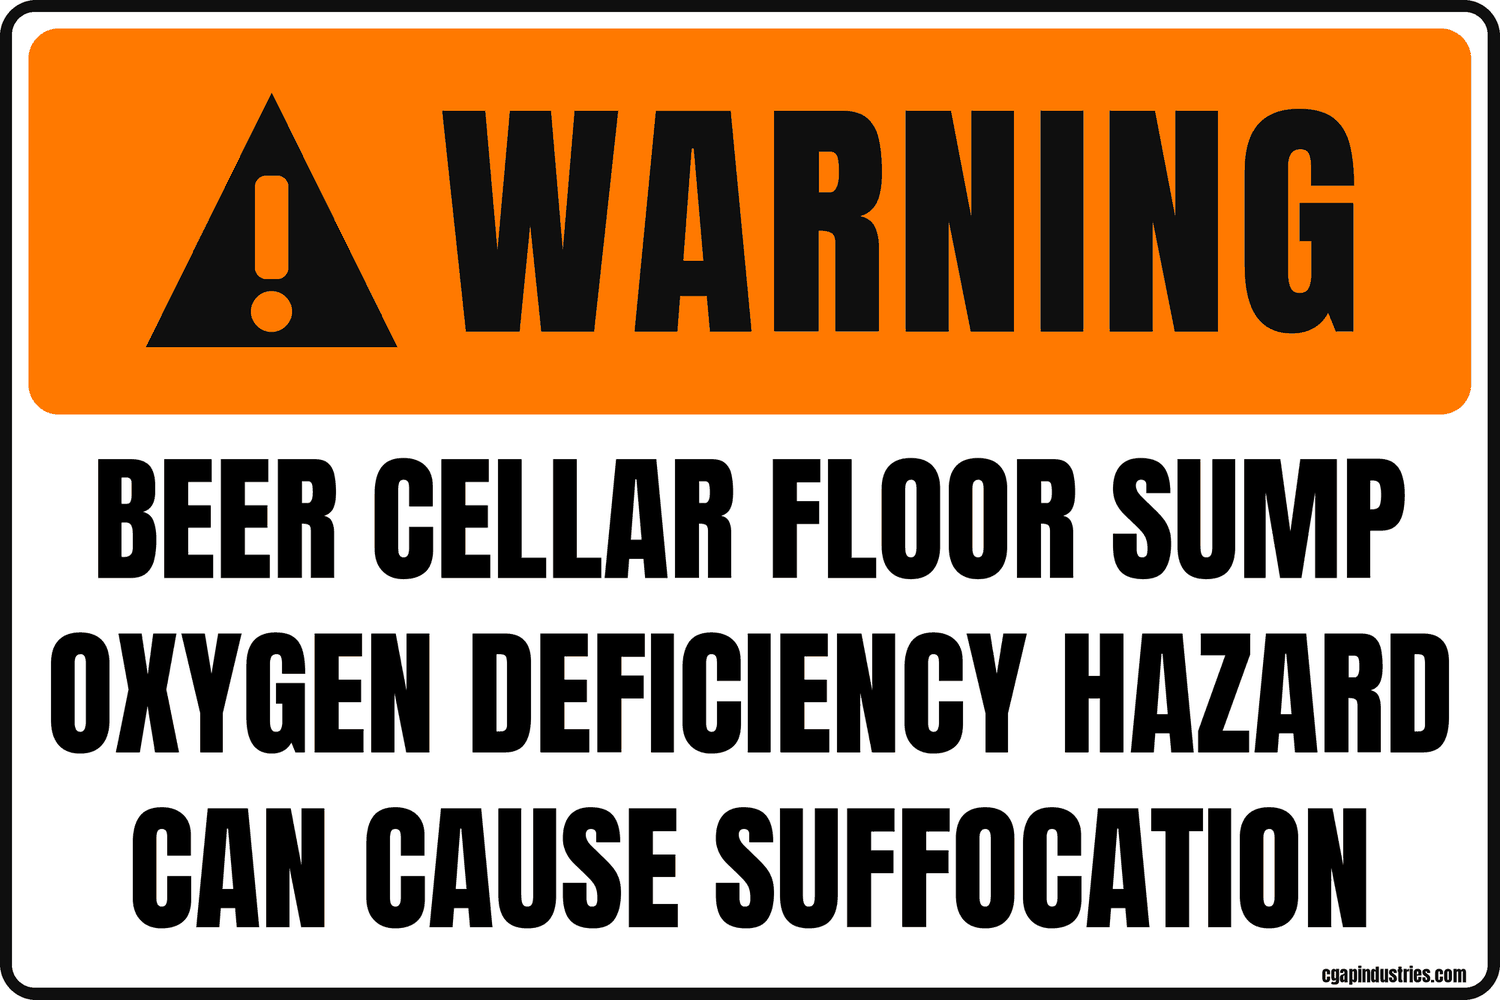 WARNING
BEER CELLAR FLOOR SUMP
OXYGEN DEFICIENCY HAZARD
CAN CAUSE SUFFOCATION
cgapindustries.com